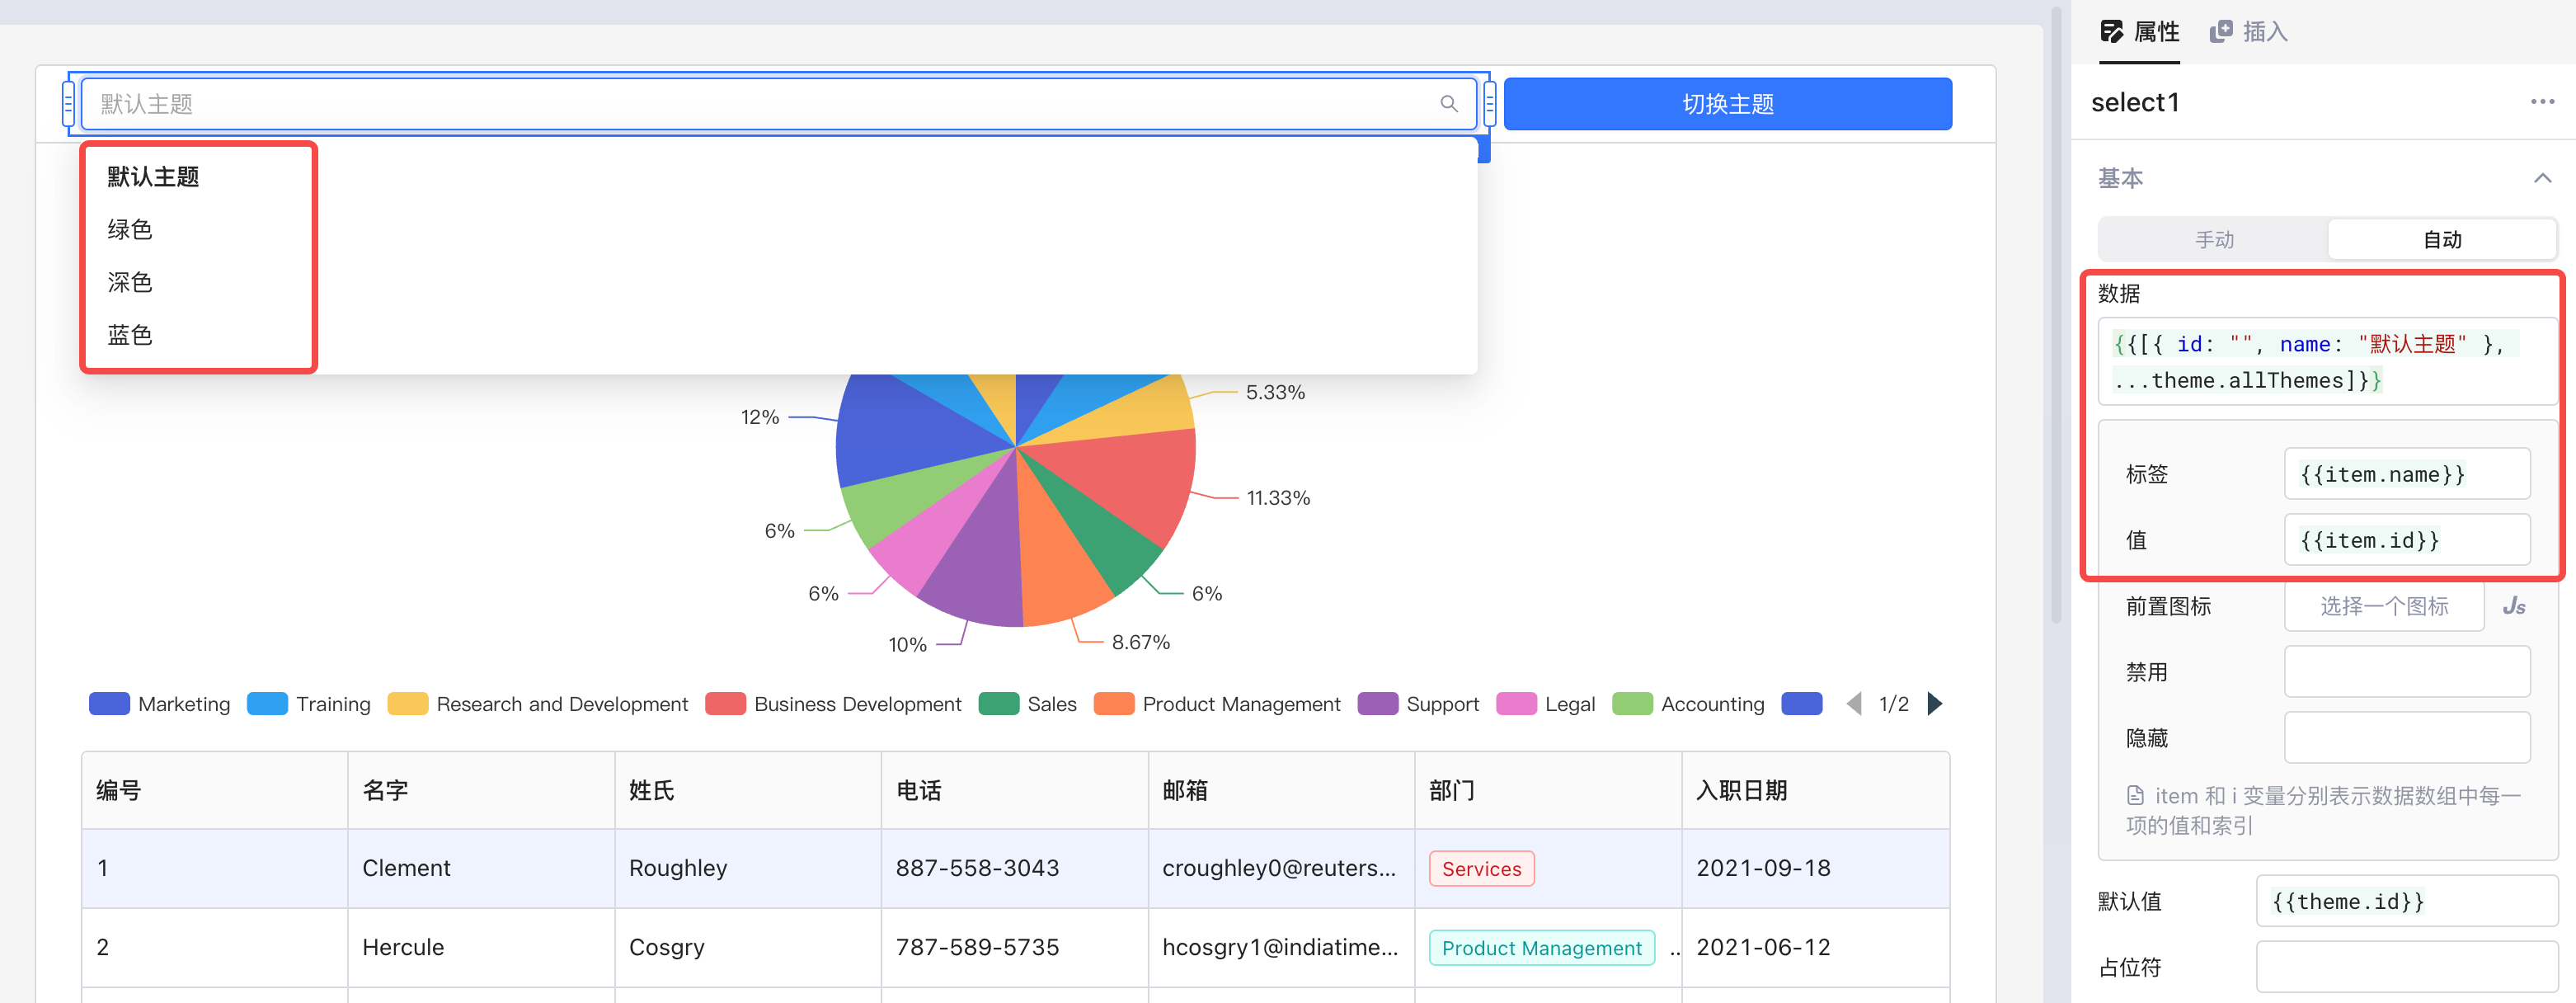 默认主题
切换主题
默认主题
绿色
深色
蓝色
5.33%
12%
11.33%
6%
6%
6%
10%
8.67%
Marketing Training Research and Development Business Development Sales Product Management Support Legal Accounting 1/2
编号 名字 姓氏 电话 邮箱 部门 入职日期
1 Clement Roughley 887-558-3043 croughley0@reuters... Services 2021-09-18
2 Hercule Cosgry 787-589-5735 hcosgry1@indiatime... Product Management .. 2021-06-12
属性 插入
select1
基本
手动 自动
数据
{{[{ id: "", name: "默认主题" },
...theme.allThemes]}}
标签 {{item.name}}
值 {{item.id}}
前置图标 选择一个图标 Js
禁用
隐藏
item 和 i 变量分别表示数据数组中每一
项的值和索引
默认值 {{theme.id}}
占位符